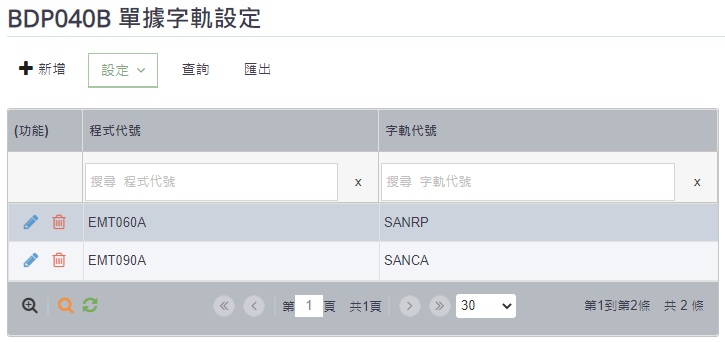 BDP040B 單據字軌設定
新增 設定 查詢 匯出
(功能) 程式代號 字軌代號
搜尋 程式代號 x 搜尋 字軌代號 x
EMT060A SANRP
EMT090A SANCA
第 1 頁 共1頁 30 第1到第2條 共 2 條